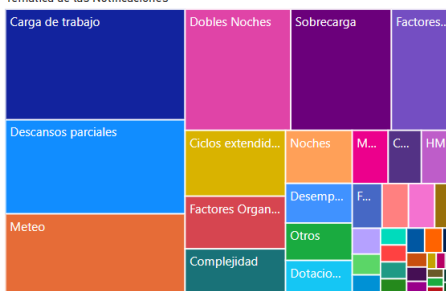 Temática de las Notificaciones
Carga de trabajo
Dobles Noches
Sobrecarga
Factores...
Descansos parciales
Ciclos extendid...
Noches
M...
C...
HM
Factores Organ...
Desemp...
F...
Meteo
Otros
Complejidad
Dotacio...